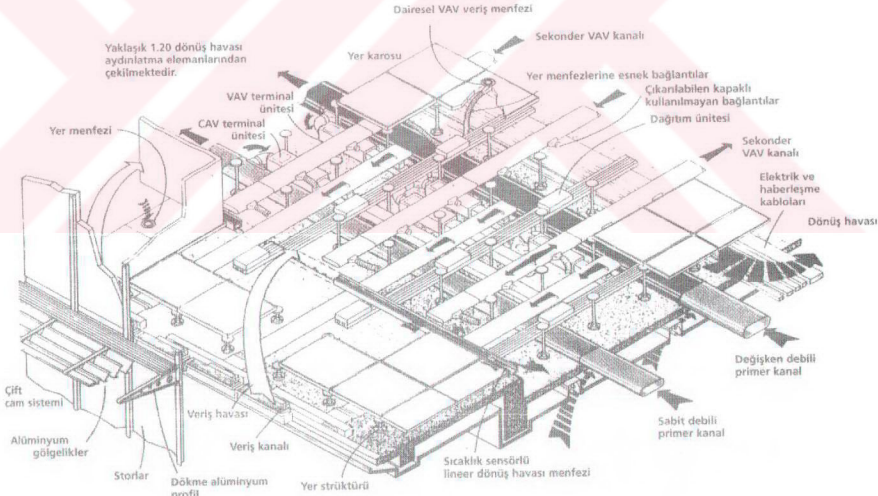 Dairesel VAV veriş menfezi
Sekonder VAV kanalı
Yaklaşık 1.20 dönüş havası
aydınlatma elemanlarından
çekilmektedir.
Yer karosu
Yer menfezlerine esnek bağlantılar
Çıkarılabilen kapaklı
kullanılmayan bağlantılar
Dağıtım ünitesi
VAV terminal
ünitesi
CAV terminal
ünitesi
Yer menfezi
Sekonder
VAV kanalı
Elektrik ve
haberleşme
kabloları
Dönüş havası
Değişken debili
primer kanal
Sabit debili
primer kanal
Çift
cam sistemi
Alüminyum
gölgelikler
Storlar
Dökme alüminyum
profil
Veriş havası
Veriş kanalı
Yer strüktürü
Sıcaklık sensörlü
lineer dönüş havası menfezi